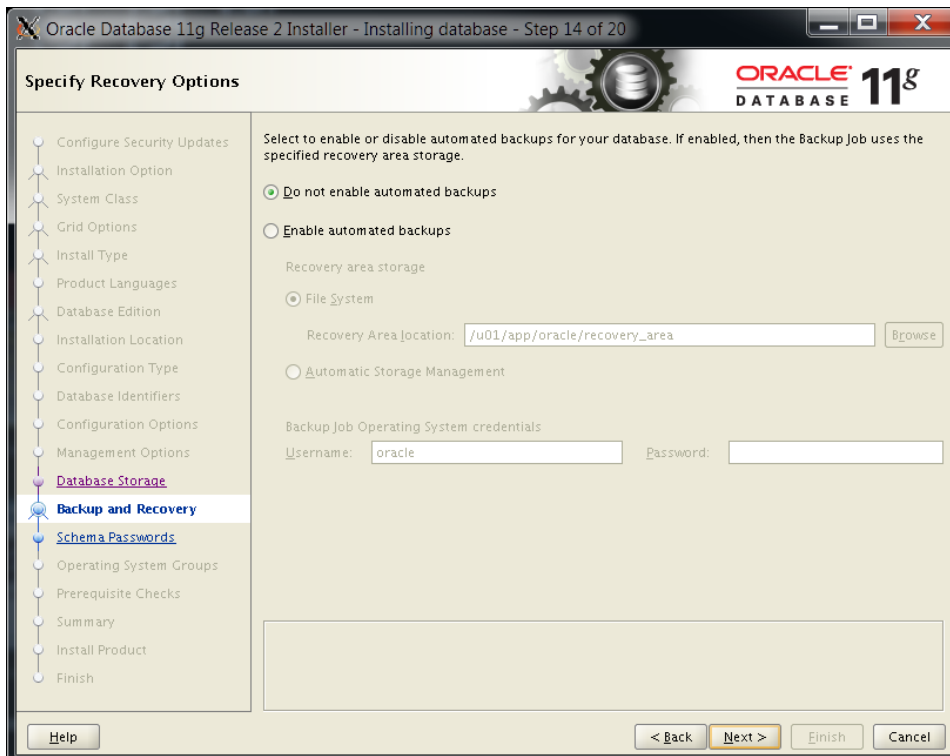 Oracle Database 11g Release 2 Installer - Installing database - Step 14 of 20
Specify Recovery Options
ORACLE
DATABASE 11g
Configure Security Updates
Installation Option
System Class
Grid Options
Install Type
Product Languages
Database Edition
Installation Location
Configuration Type
Database Identifiers
Configuration Options
Management Options
Database Storage
Backup and Recovery
Schema Passwords
Operating System Groups
Prerequisite Checks
Summary
Install Product
Finish
Select to enable or disable automated backups for your database. If enabled, then the Backup Job uses the
specified recovery area storage.
Do not enable automated backups
Enable automated backups
Recovery area storage
File System
Recovery Area location: /u01/app/oracle/recovery_area Browse
Automatic Storage Management
Backup Job Operating System credentials
Username: oracle Password:
Help < Back Next > Finish Cancel